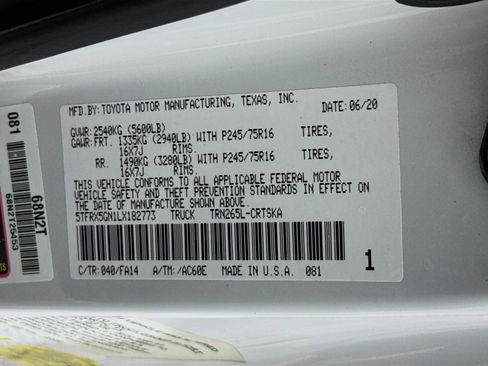 MFD.BY:TOYOTA MOTOR MANUFACTURING, TEXAS, INC. DATE: 06/20
GVWR:2540KG (5600LB)
GAWR:FRT. 1335KG (2940LB) WITH P245/75R16 TIRES,
16X7J RIMS.
RR. 1490KG (3280LB) WITH P245/75R16 TIRES,
16X7J RIMS.
THIS VEHICLE CONFORMS TO ALL APPLICABLE FEDERAL MOTOR
VEHICLE SAFETY AND THEFT PREVENTION STANDARDS IN EFFECT ON
THE DATE OF MANUFACTURE SHOWN ABOVE.
5TFRX5GN1LX182773 TRUCK TRN265L-CRTSKA
C/TR:040/FA14 A/TM:/AC60E MADE IN U.S.A. 081 1
081
68N2T